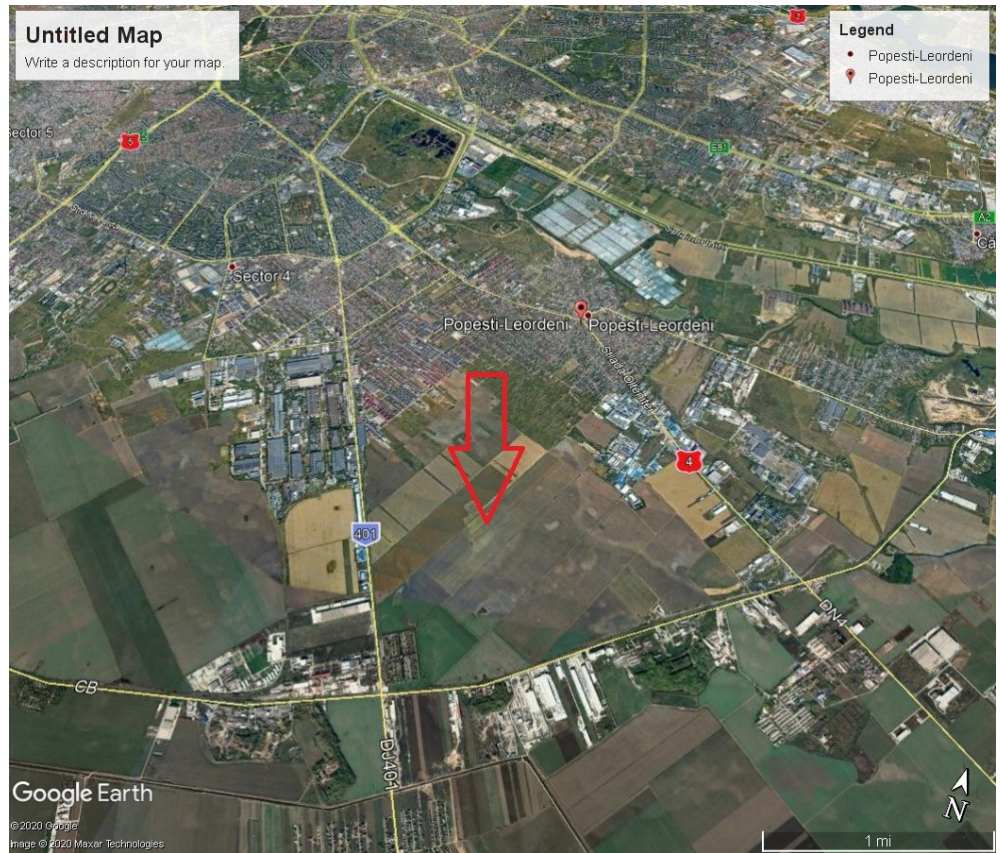 Untitled Map
Write a description for your map.
Legend
Popesti-Leordeni
Popesti-Leordeni
Sector 5
5
E81
A2
Sector 4
Popesti-Leordeni
Popesti-Leordeni
4
401
DN4
CB
DJ401
Google Earth
N
© 2020 Google
Image © 2020 Maxar Technologies
1 mi